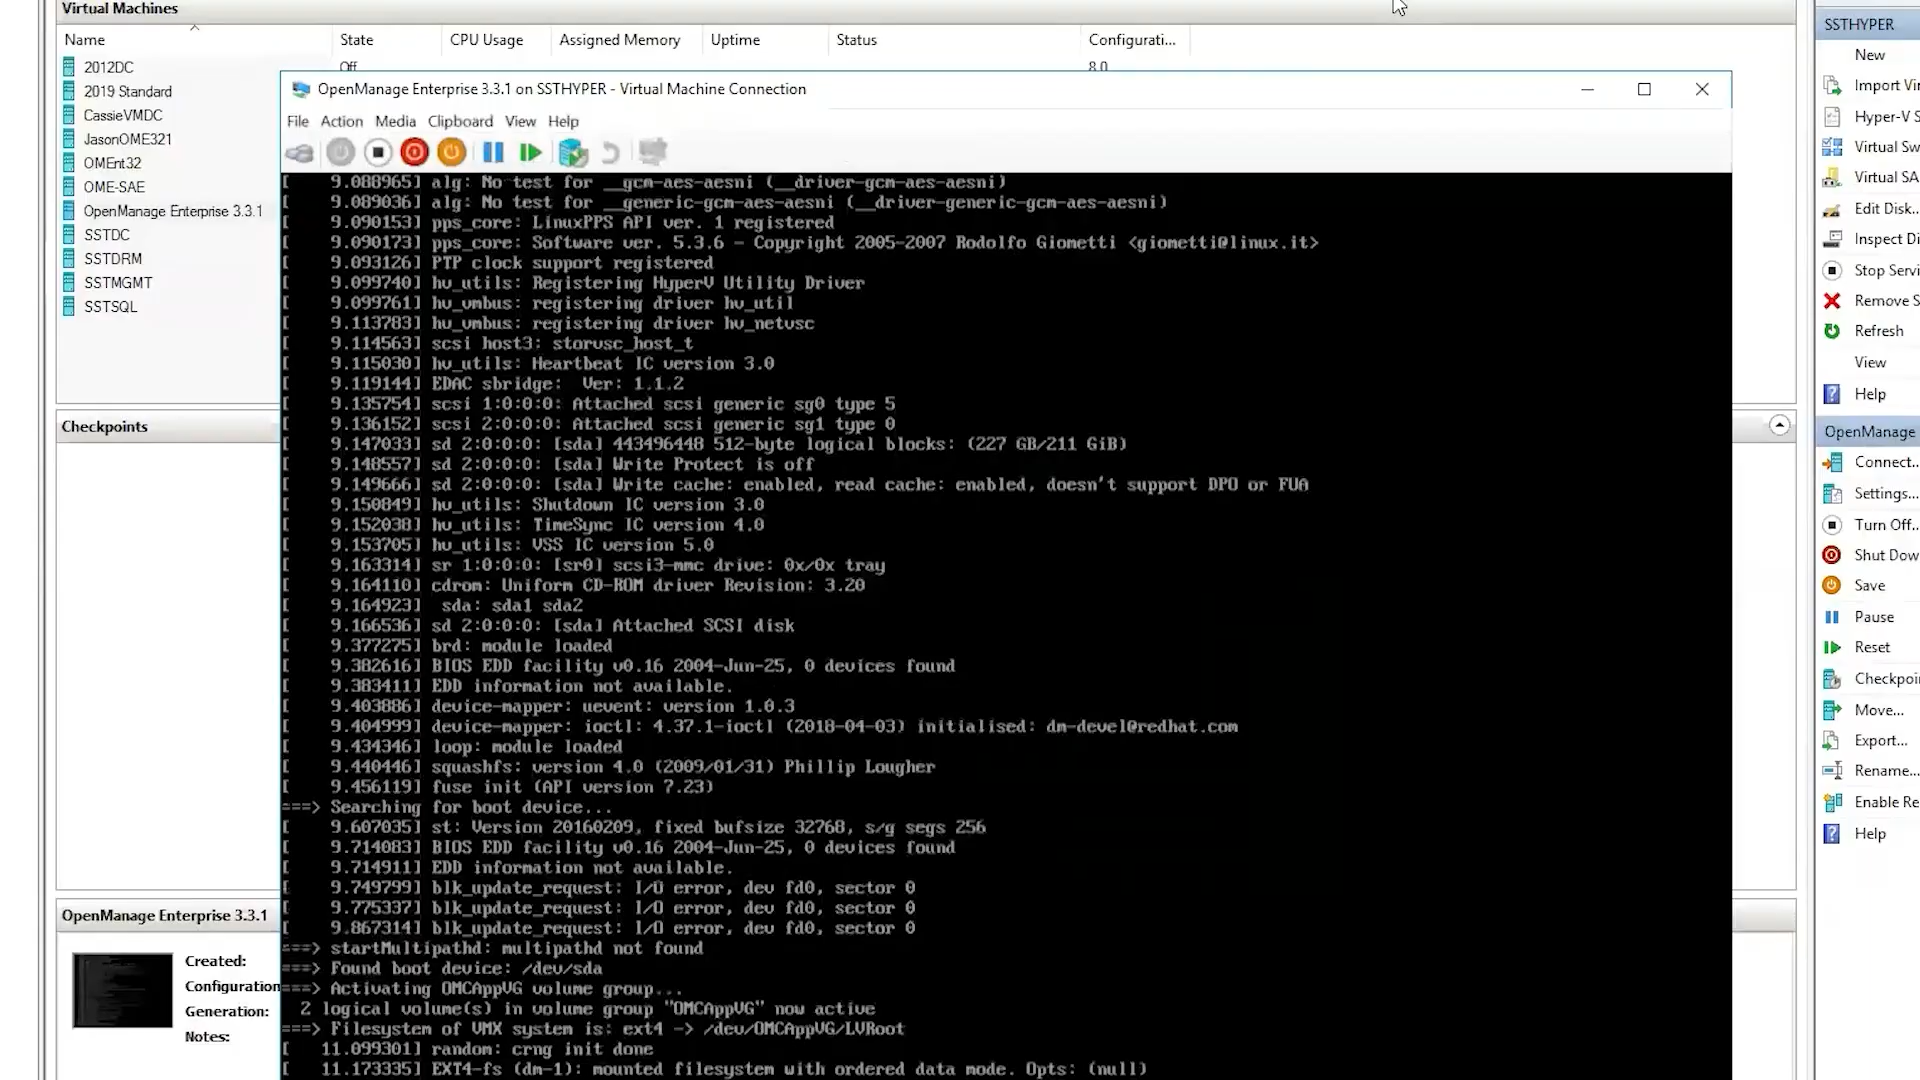 Virtual Machines
Name State CPU Usage Assigned Memory Uptime Status Configurati...
2012DC Off 8.0
2019 Standard
CassieVMDC
JasonOME321
OMEnt32
OME-SAE
OpenManage Enterprise 3.3.1
SSTDC
SSTDRM
SSTMGMT
SSTSQL
Checkpoints
OpenManage Enterprise 3.3.1
Created:
Configuration
Generation:
Notes:
OpenManage Enterprise 3.3.1 on SSTHYPER - Virtual Machine Connection
File Action Media Clipboard View Help
[ 9.088965] alg: No test for __gcm-aes-aesni (__driver-gcm-aes-aesni)
[ 9.089036] alg: No test for __generic-gcm-aes-aesni (__driver-generic-gcm-aes-aesni)
[ 9.090153] pps_core: LinuxPPS API ver. 1 registered
[ 9.090173] pps_core: Software ver. 5.3.6 - Copyright 2005-2007 Rodolfo Giometti <giometti@linux.it>
[ 9.093126] PTP clock support registered
[ 9.099740] hv_utils: Registering HyperV Utility Driver
[ 9.099761] hv_vmbus: registering driver hv_util
[ 9.113783] hv_vmbus: registering driver hv_netvsc
[ 9.114563] scsi host3: storvsc_host_t
[ 9.115030] hv_utils: Heartbeat IC version 3.0
[ 9.119144] EDAC sbridge:  Ver: 1.1.2
[ 9.135754] scsi 1:0:0:0: Attached scsi generic sg0 type 5
[ 9.136152] scsi 2:0:0:0: Attached scsi generic sg1 type 0
[ 9.147033] sd 2:0:0:0: [sda] 443496448 512-byte logical blocks: (227 GB/211 GiB)
[ 9.148557] sd 2:0:0:0: [sda] Write Protect is off
[ 9.149666] sd 2:0:0:0: [sda] Write cache: enabled, read cache: enabled, doesn't support DPO or FUA
[ 9.150849] hv_utils: Shutdown IC version 3.0
[ 9.152038] hv_utils: TimeSync IC version 4.0
[ 9.153705] hv_utils: VSS IC version 5.0
[ 9.163314] sr 1:0:0:0: [sr0] scsi3-mmc drive: 0x/0x tray
[ 9.164110] cdrom: Uniform CD-ROM driver Revision: 3.20
[ 9.164923]  sda: sda1 sda2
[ 9.166536] sd 2:0:0:0: [sda] Attached SCSI disk
[ 9.377275] brd: module loaded
[ 9.382616] BIOS EDD facility v0.16 2004-Jun-25, 0 devices found
[ 9.383411] EDD information not available.
[ 9.403886] device-mapper: uevent: version 1.0.3
[ 9.404999] device-mapper: ioctl: 4.37.1-ioctl (2018-04-03) initialised: dm-devel@redhat.com
[ 9.434346] loop: module loaded
[ 9.440446] squashfs: version 4.0 (2009/01/31) Phillip Lougher
[ 9.456119] fuse init (API version 7.23)
===> Searching for boot device...
[ 9.607035] st: Version 20160209, fixed bufsize 32768, s/g segs 256
[ 9.714083] BIOS EDD facility v0.16 2004-Jun-25, 0 devices found
[ 9.714911] EDD information not available.
[ 9.749799] blk_update_request: I/O error, dev fd0, sector 0
[ 9.775337] blk_update_request: I/O error, dev fd0, sector 0
[ 9.867314] blk_update_request: I/O error, dev fd0, sector 0
===> startMultipathd: multipathd not found
===> Found boot device: /dev/sda
===> Activating OMCAppVG volume group...
2 logical volume(s) in volume group "OMCAppVG" now active
===> Filesystem of VMX system is: ext4 -> /dev/OMCAppVG/LVRoot
[ 11.099301] random: crng init done
[ 11.173335] EXT4-fs (dm-1): mounted filesystem with ordered data mode. Opts: (null)
SSTHYPER
New
Import Vir
Hyper-V S
Virtual Sw
Virtual SA
Edit Disk..
Inspect Di
Stop Servi
Remove S
Refresh
View
Help
OpenManage
Connect..
Settings...
Turn Off..
Shut Dow
Save
Pause
Reset
Checkpoi
Move...
Export...
Rename...
Enable Re
Help